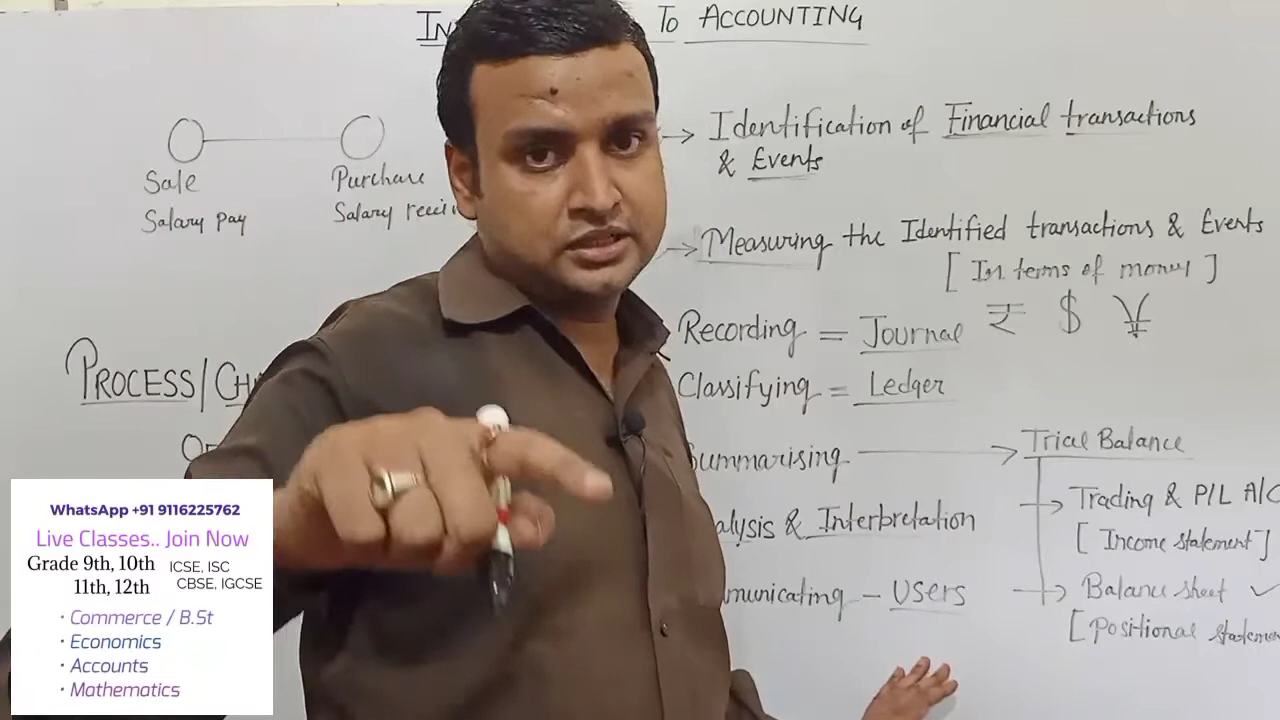 To ACCOUNTING
Sale
Purchase
Salary pay
Salary
→ Identification of Financial transactions
& Events
→ Measuring the Identified transactions & Events
[ In terms of money ]
₹ $ ¥
PROCESS/
Recording = Journal
Classifying = Ledger
Summarising → Trial Balance
→ Trading & P/L A/C
[ Income statement ]
& Interpretation
→ Balance sheet ✓
[ Positional
– Users
WhatsApp +91 9116225762
Live Classes.. Join Now
Grade 9th, 10th ICSE, ISC
11th, 12th CBSE, IGCSE
· Commerce / B.St
· Economics
· Accounts
· Mathematics